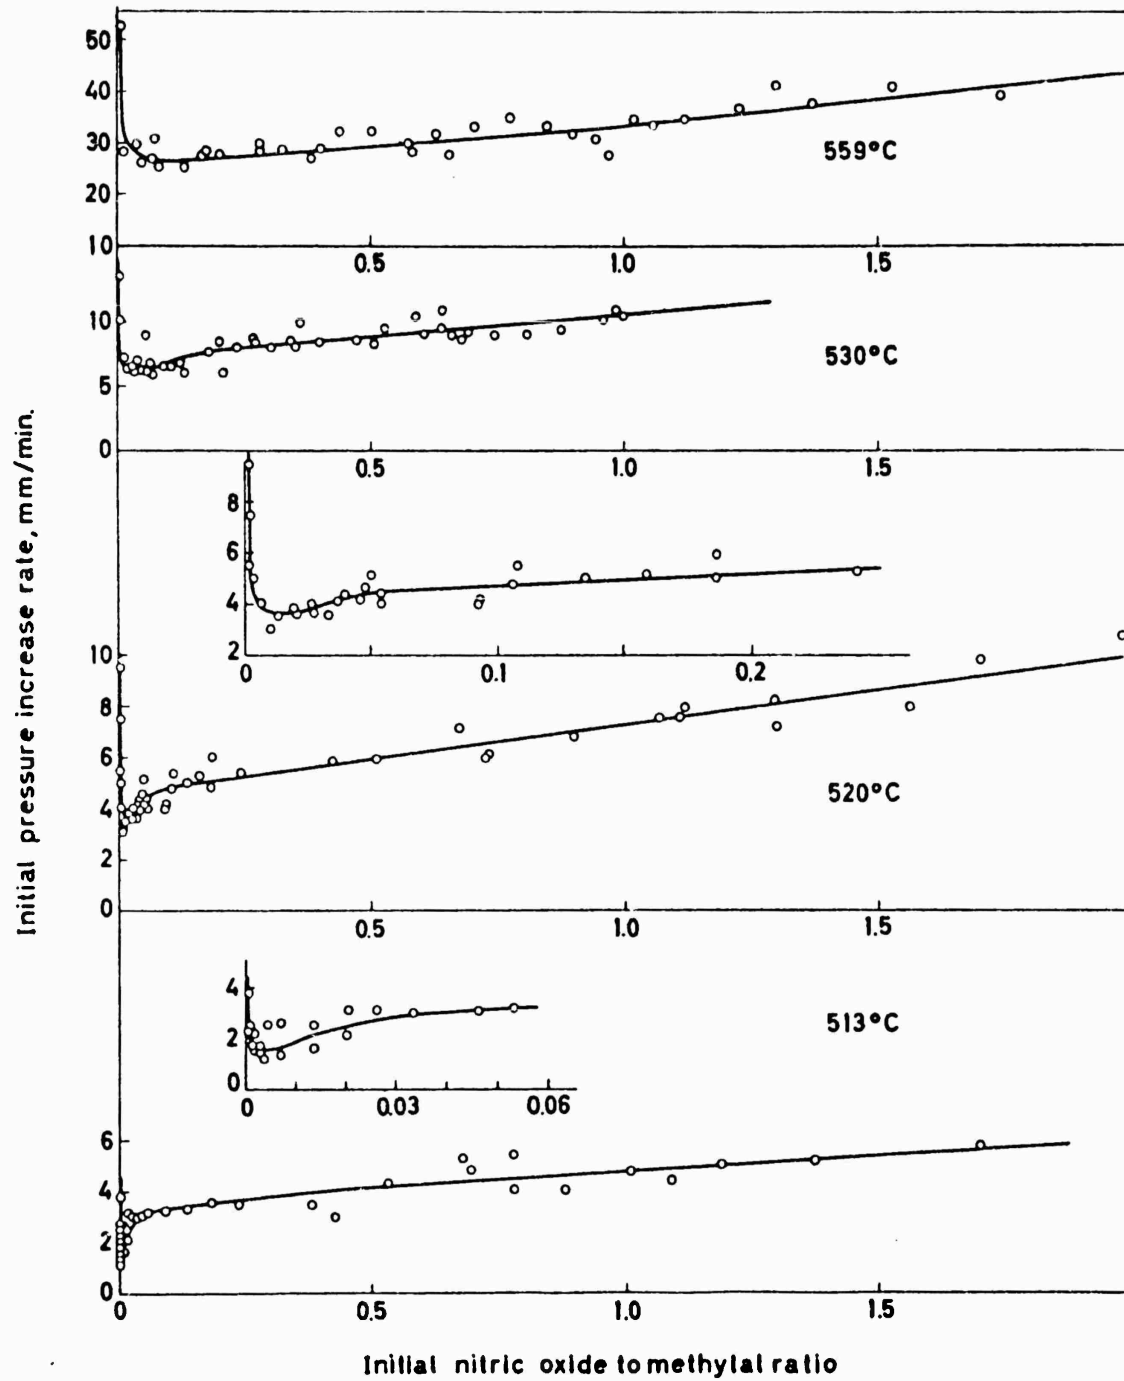 50
40
30
559°C
20
10
0.5 1.0 1.5
10
530°C
5
0
0.5 1.0 1.5
8
6
4
2
0 0.1 0.2
10
8
6
520°C
4
2
0
0.5 1.0 1.5
4
513°C
2
0
0 0.03 0.06
6
4
2
0
0 0.5 1.0 1.5
Initial pressure increase rate, mm/min.
Initial nitric oxide to methylal ratio